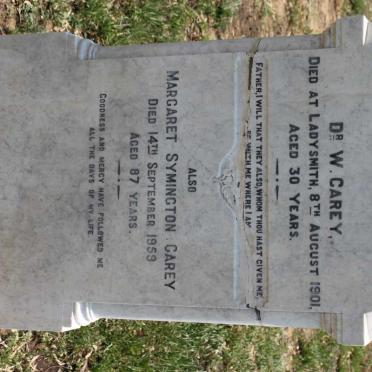 DR W. CAREY,
DIED AT LADYSMITH, 8TH AUGUST 1901,
AGED 30 YEARS.
FATHER, I WILL THAT THEY ALSO, WHOM THOU HAST GIVEN ME,
BE WITH ME WHERE I AM
ALSO
MARGARET SYMINGTON CAREY
DIED 14TH SEPTEMBER 1959
AGED 87 YEARS.
GOODNESS AND MERCY HAVE FOLLOWED ME
ALL THE DAYS OF MY LIFE